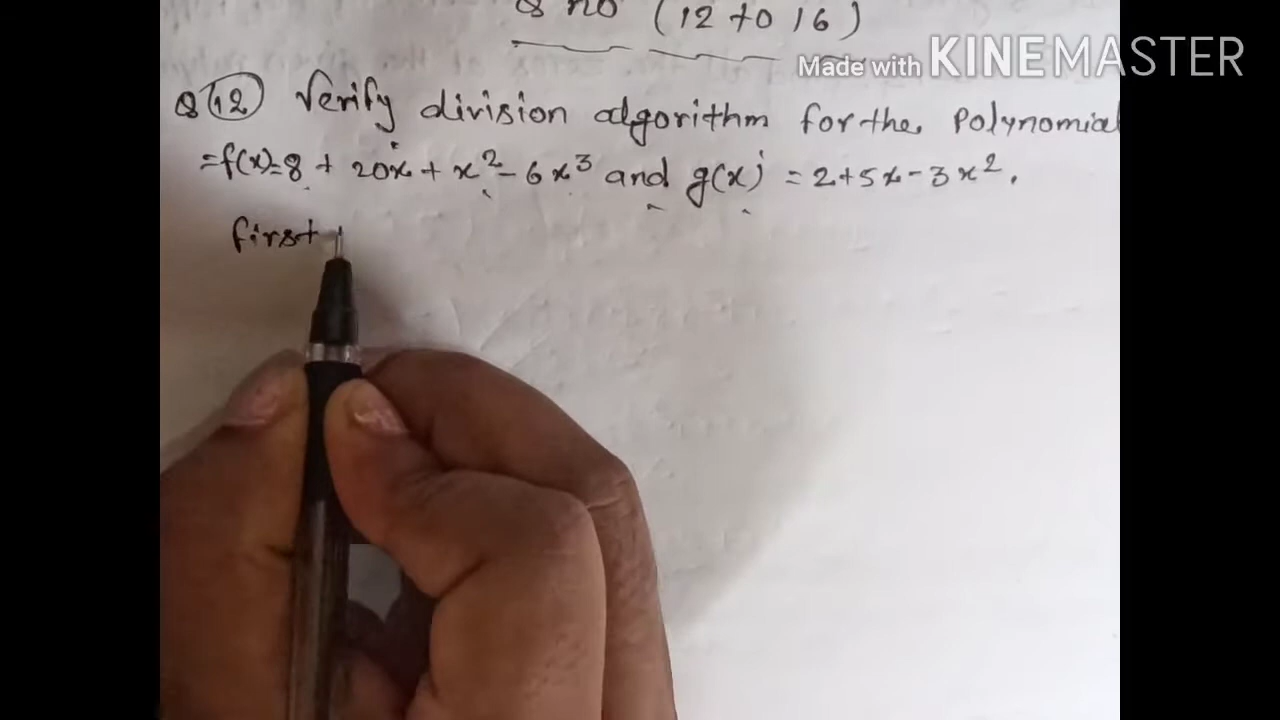 Q no (12 to 16)
Made with KINEMASTER
Q 12 Verify division algorithm for the polynomial
=f(x)=8 + 20x + x² - 6x³ and g(x) = 2+5x-3x².
first